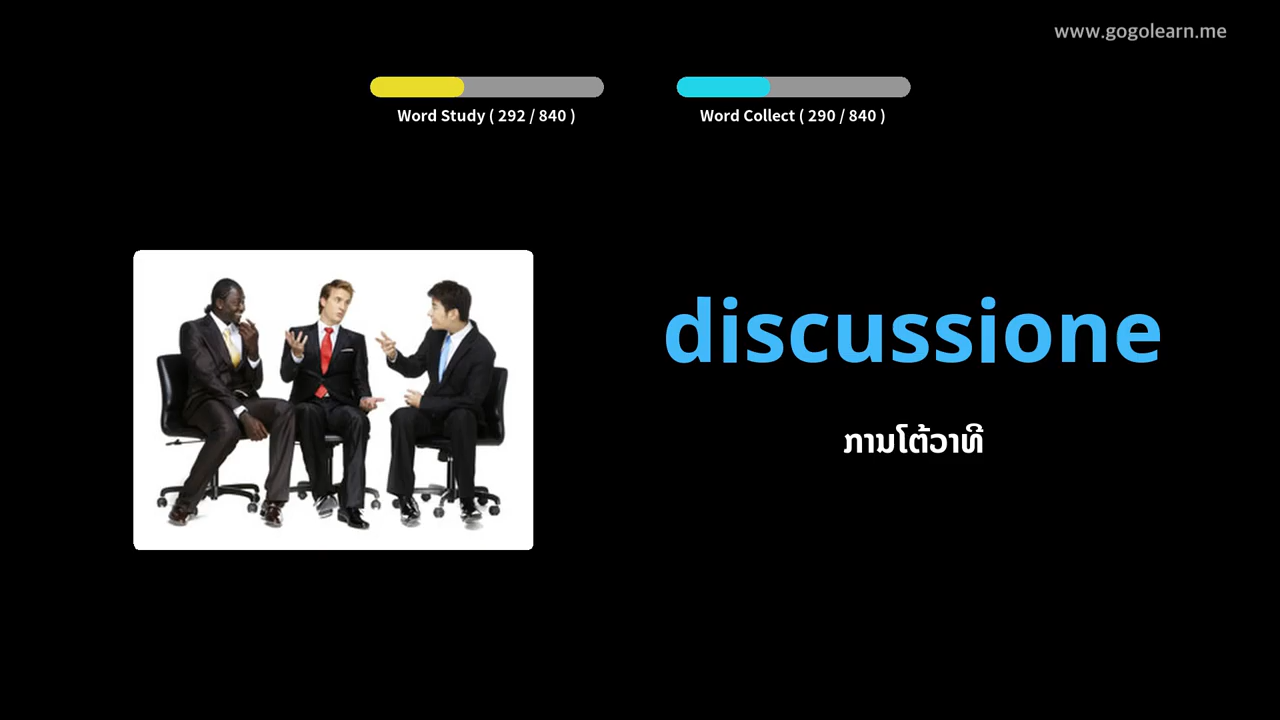 www.gogolearn.me
Word Study ( 292 / 840 )
Word Collect ( 290 / 840 )
discussione
ການໂຕ້ວາທີ